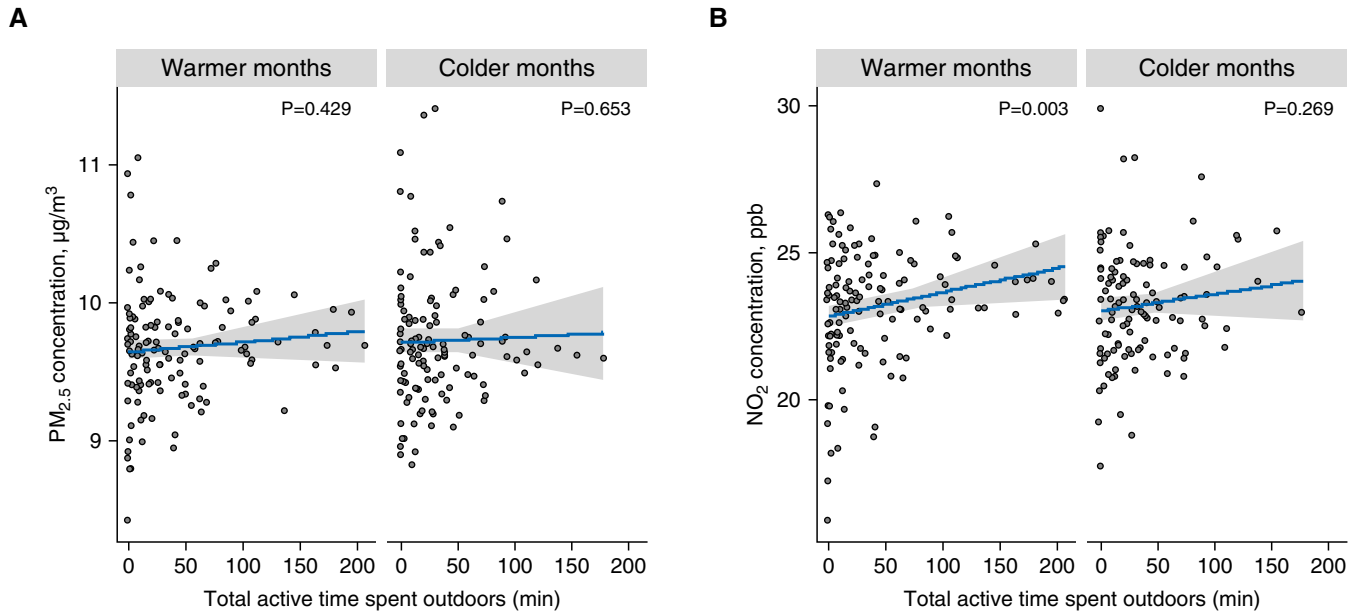 A
B
Warmer months
Colder months
Warmer months
Colder months
P=0.429
P=0.653
P=0.003
P=0.269
PM2.5 concentration, µg/m³
11
10
9
NO2 concentration, ppb
30
25
20
0 50 100 150 200
0 50 100 150 200
0 50 100 150 200
0 50 100 150 200
Total active time spent outdoors (min)
Total active time spent outdoors (min)